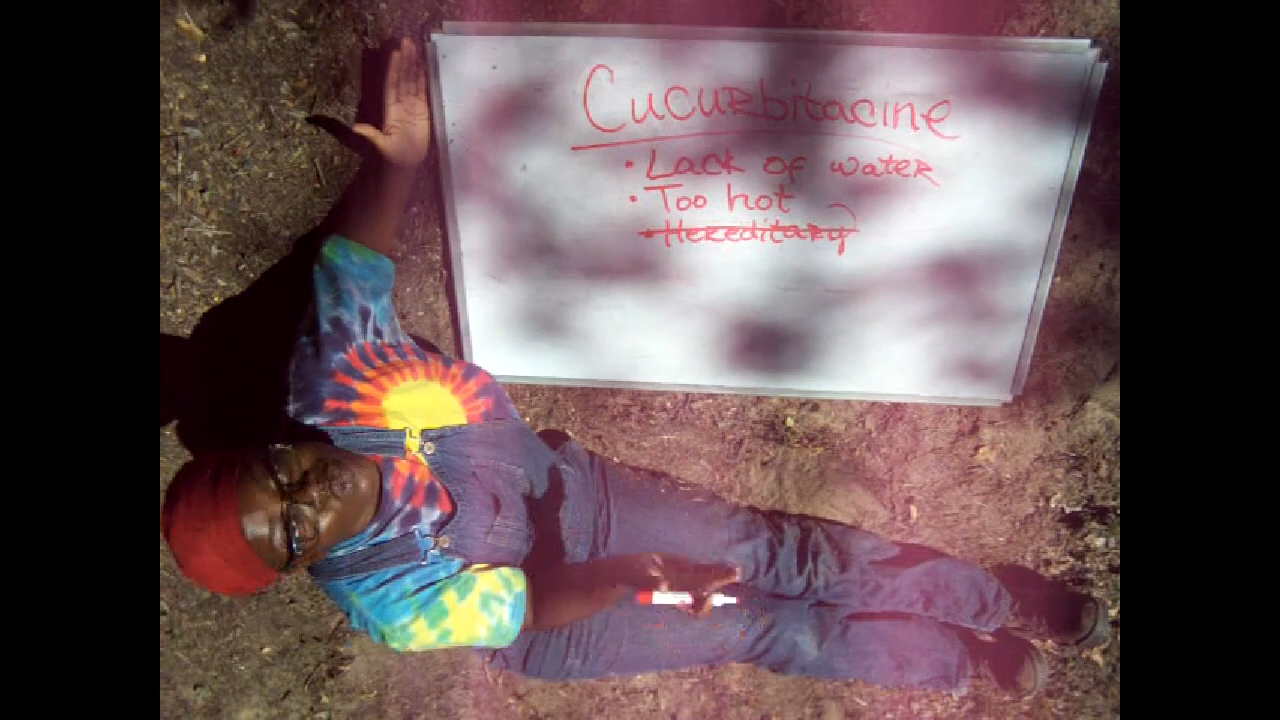 Cucurbitacine
• Lack of water
• Too hot
• Hereditary